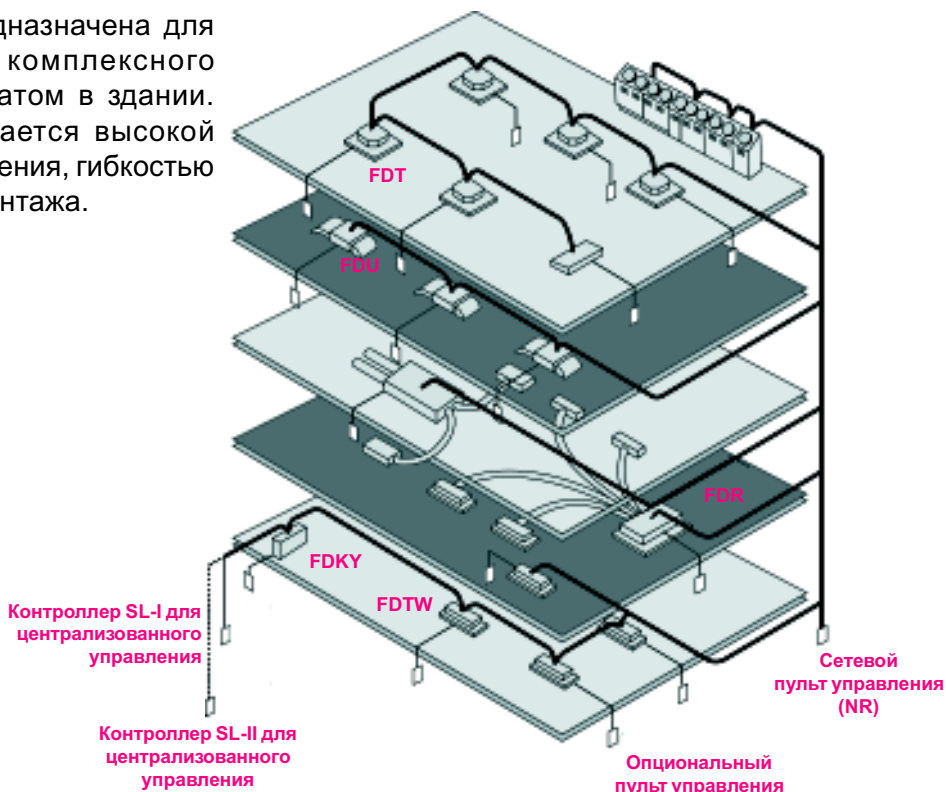 дназначена для
комплексного
атом в здании.
ается высокой
ения, гибкостью
нтажа.
FDT
FDU
FDR
FDKY
FDTW
Контроллер SL-I для
централизованного
управления
Контроллер SL-II для
централизованного
управления
Сетевой
пульт управления
(NR)
Опциональный
пульт управления